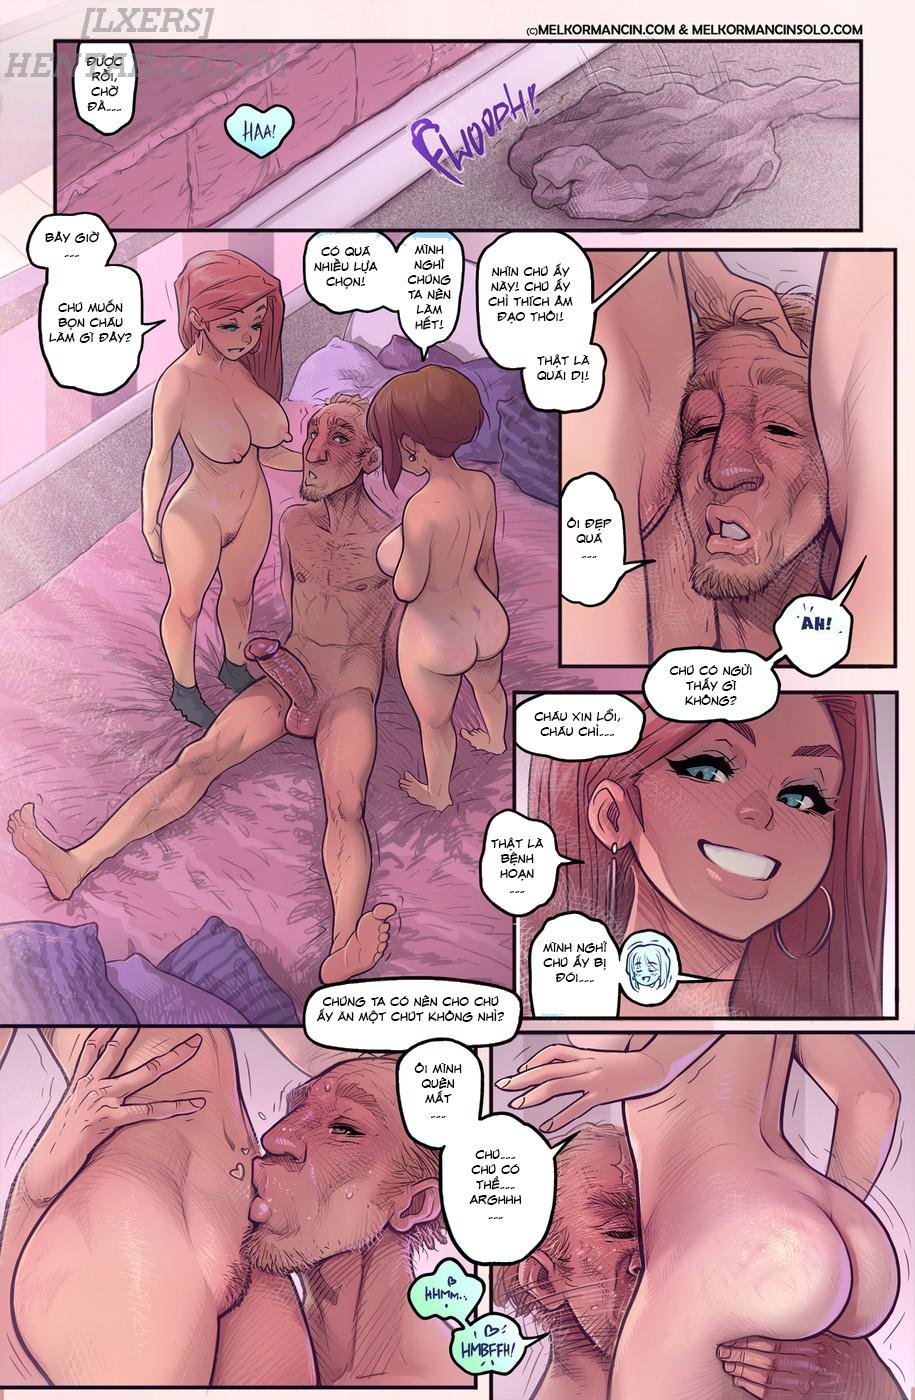 [LXERS]
HENTAILX.COM
©MELKORMANCIN.COM & MELKORMANCINSOLO.COM
ĐƯỢC
RỒI,
CHỜ
ĐÃ....
HAA!
FWOOPH!
BÂY GIỜ
....
CHÚ MUỐN
BỌN CHÁU
LÀM GÌ ĐÂY?
CÓ QUÁ
NHIỀU LỰA
CHỌN!
MÌNH
NGHĨ
CHÚNG
TA NÊN
LÀM
HẾT!
NHÌN CHÚ ẤY
NÀY! CHÚ ẤY
CHỈ THÍCH ÂM
ĐẠO THÔI!
THẬT LÀ
QUÁI DỊ!
ÔI ĐẸP
QUÁ
....
AH!
CHÚ CÓ NGỬI
THẤY GÌ
KHÔNG?
CHÁU XIN LỖI,
CHÁU CHỈ....
THẬT LÀ
BỆNH
HOẠN
....
MÌNH NGHĨ
CHÚ ẤY BỊ
ĐÓI....
CHÚNG TA CÓ NÊN CHO CHÚ
ẤY ĂN MỘT CHÚT KHÔNG NHỈ?
ÔI MÌNH
QUÊN
MẤT
....
CHÚ....
CHÚ CÓ
THỂ....
ARGHHH
....
HHMM..
HMBFFH!